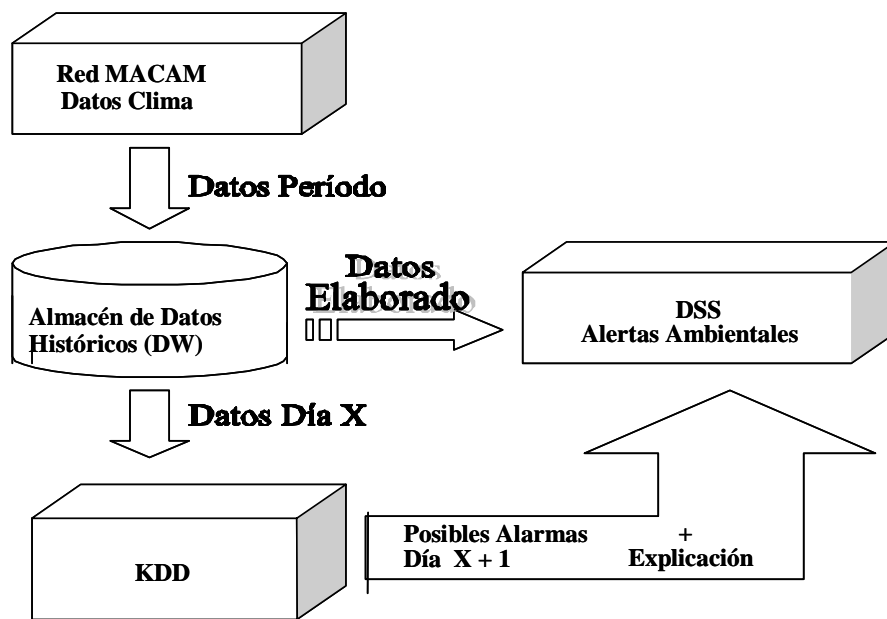 Red MACAM
Datos Clima
Datos Período
Datos
Elaborado
Almacén de Datos
Históricos (DW)
DSS
Alertas Ambientales
Datos Día X
KDD
Posibles Alarmas +
Día X + 1 Explicación